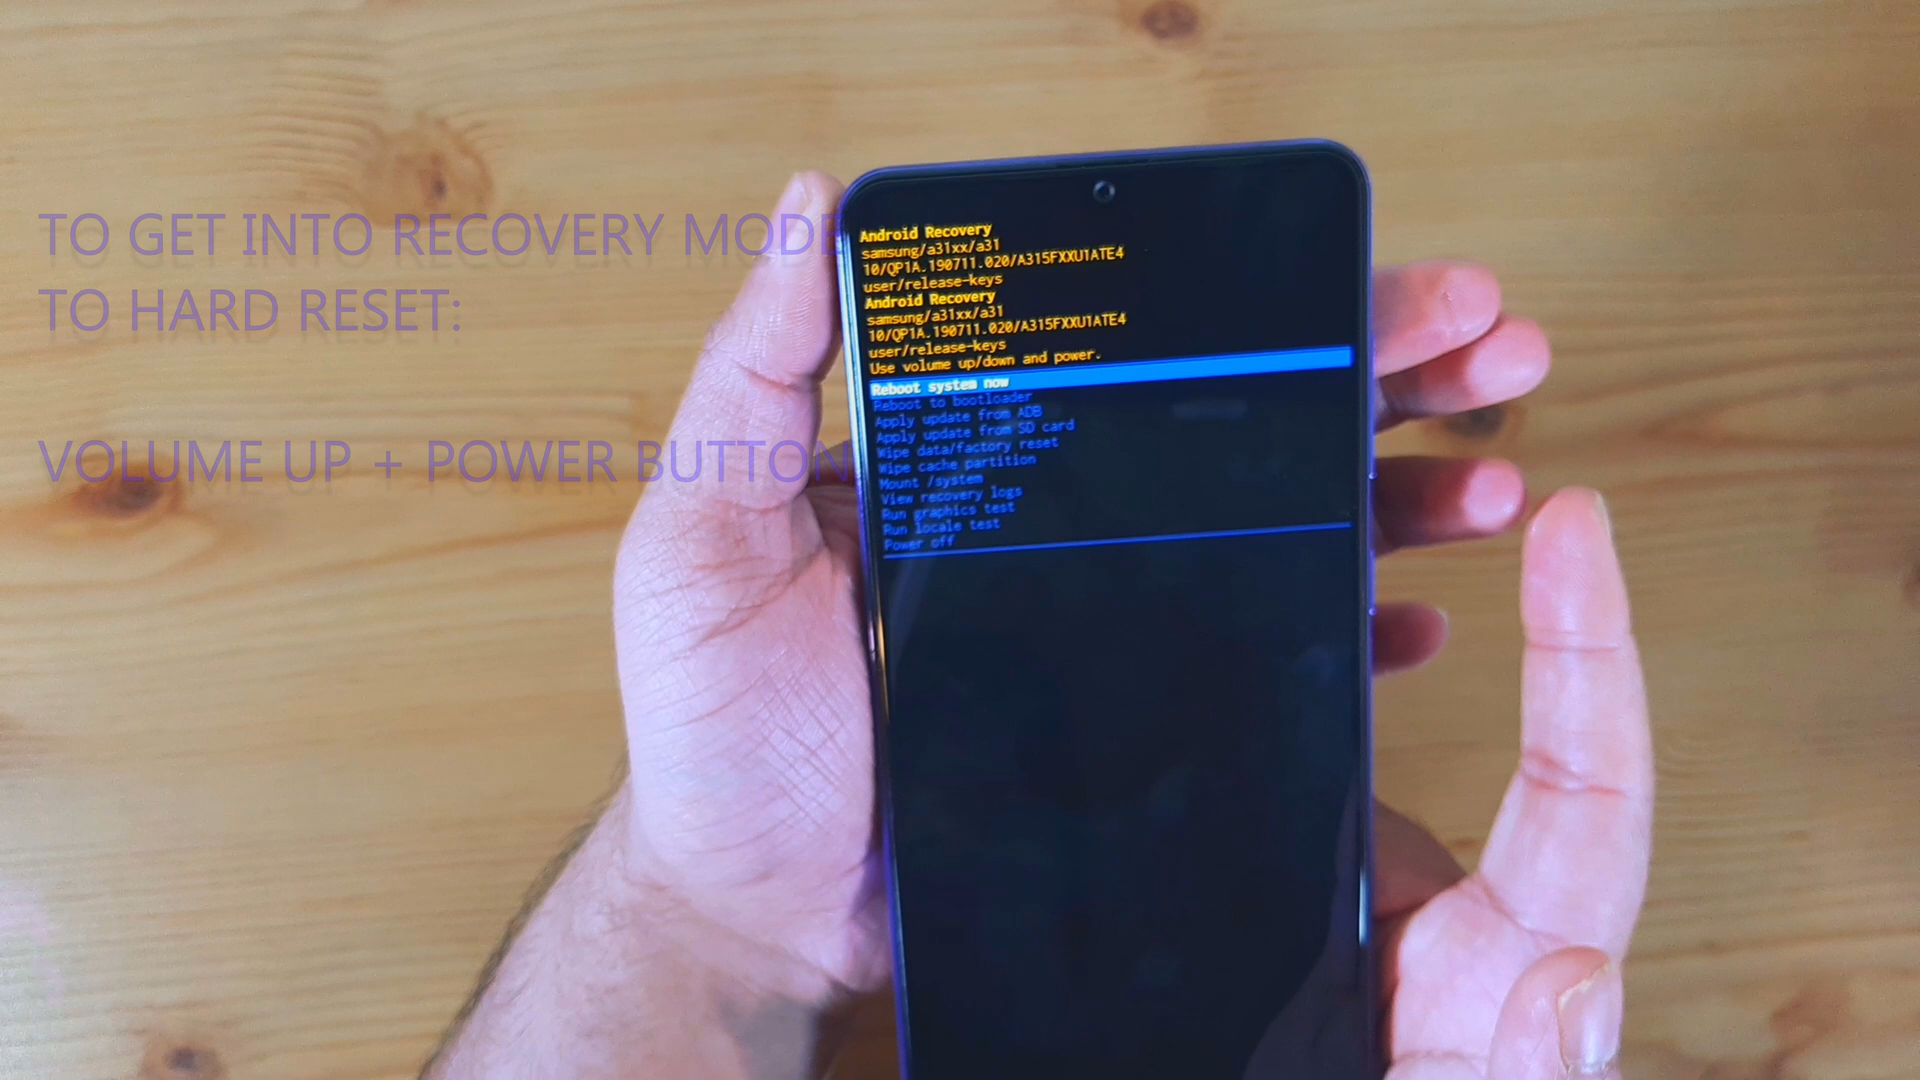 TO GET INTO RECOVERY MODE
TO HARD RESET:
VOLUME UP + POWER BUTTON
Android Recovery
samsung/a31xx/a31
10/QP1A.190711.020/A315FXXU1ATE4
user/release-keys
Android Recovery
samsung/a31xx/a31
10/QP1A.190711.020/A315FXXU1ATE4
user/release-keys
Use volume up/down and power.
Reboot system now
Reboot to bootloader
Apply update from ADB
Apply update from SD card
Wipe data/factory reset
Wipe cache partition
Mount /system
View recovery logs
Run graphics test
Run locale test
Power off